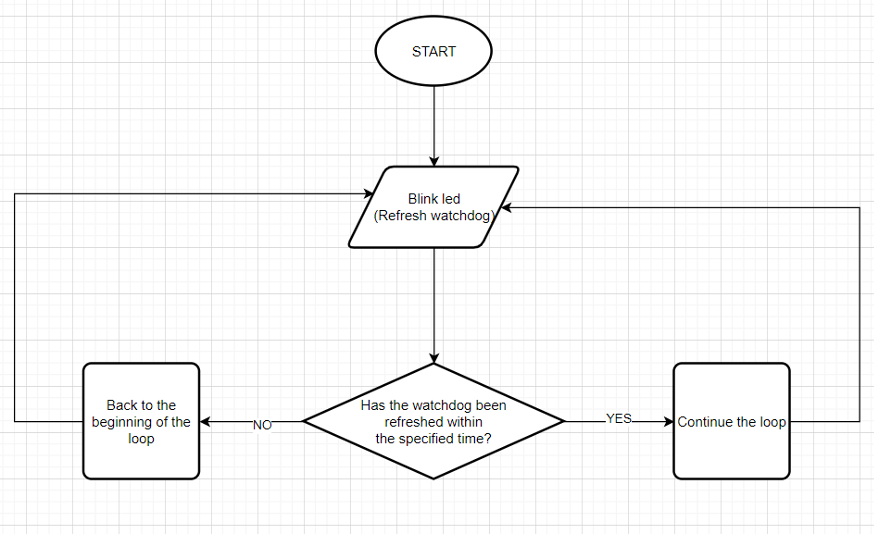 START
Blink led
(Refresh watchdog)
Has the watchdog been
refreshed within
the specified time?
Back to the
beginning of the
loop
NO
YES
Continue the loop